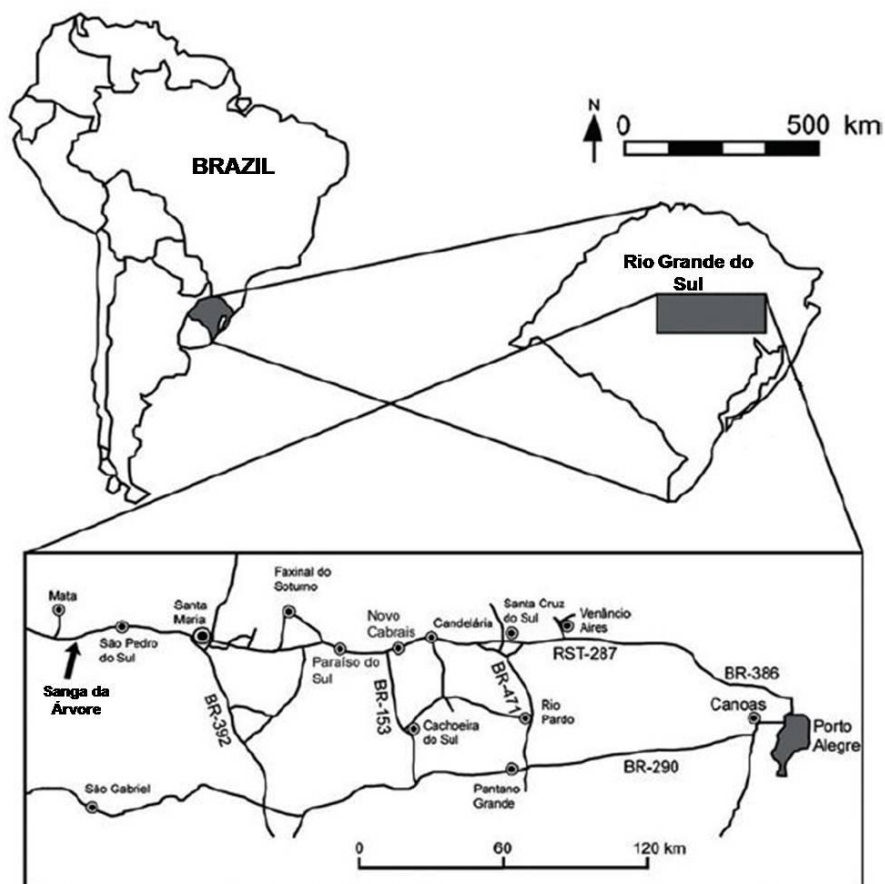 N
0 500 km
BRAZIL
Rio Grande do
Sul
Mata
São Pedro
do Sul
Sanga da
Árvore
Santa
Maria
Faxinal do
Soturno
Paraíso do
Sul
Novo
Cabrais
Candelária
Santa Cruz
do Sul
Venâncio
Aires
RST-287
BR-386
BR-392
BR-153
BR-471
Cachoeira
do Sul
Rio
Pardo
Canoas
Porto
Alegre
BR-290
Pantano
Grande
São Gabriel
0 60 120 km